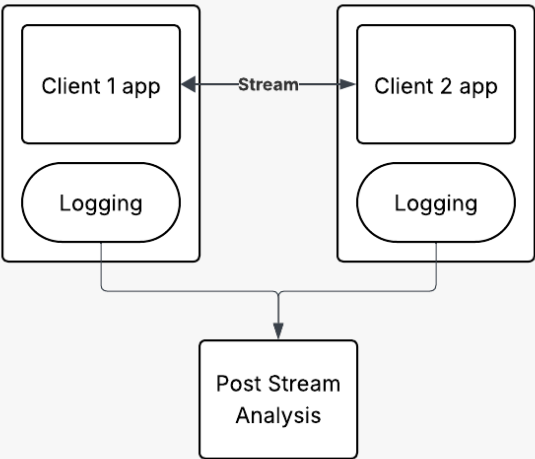 Client 1 app
Stream
Client 2 app
Logging
Logging
Post Stream
Analysis